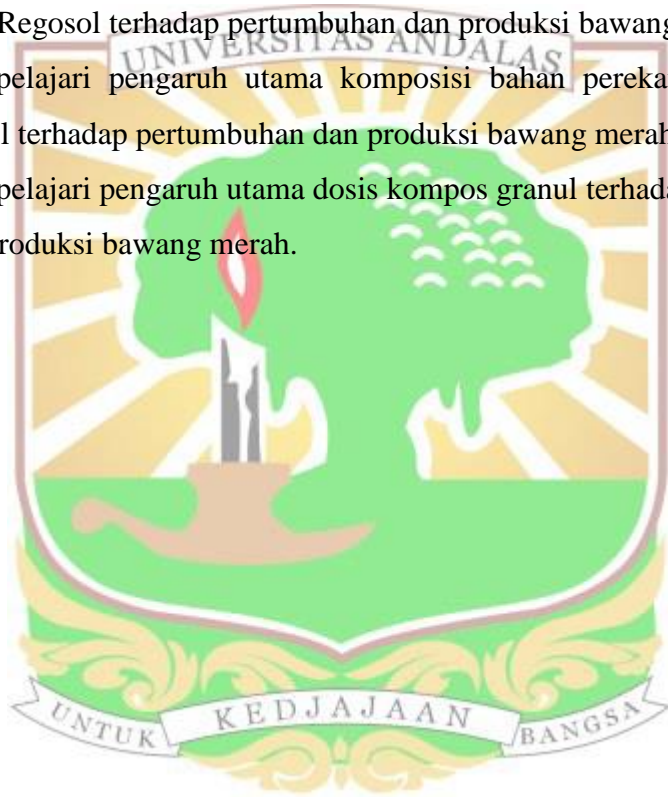 Regosol terhadap pertumbuhan dan produksi bawang
UNIVERSITAS ANDALAS
pelajari pengaruh utama komposisi bahan pereka
l terhadap pertumbuhan dan produksi bawang merah
pelajari pengaruh utama dosis kompos granul terhada
roduksi bawang merah.
UNTUK KEDJAJAAN BANGSA